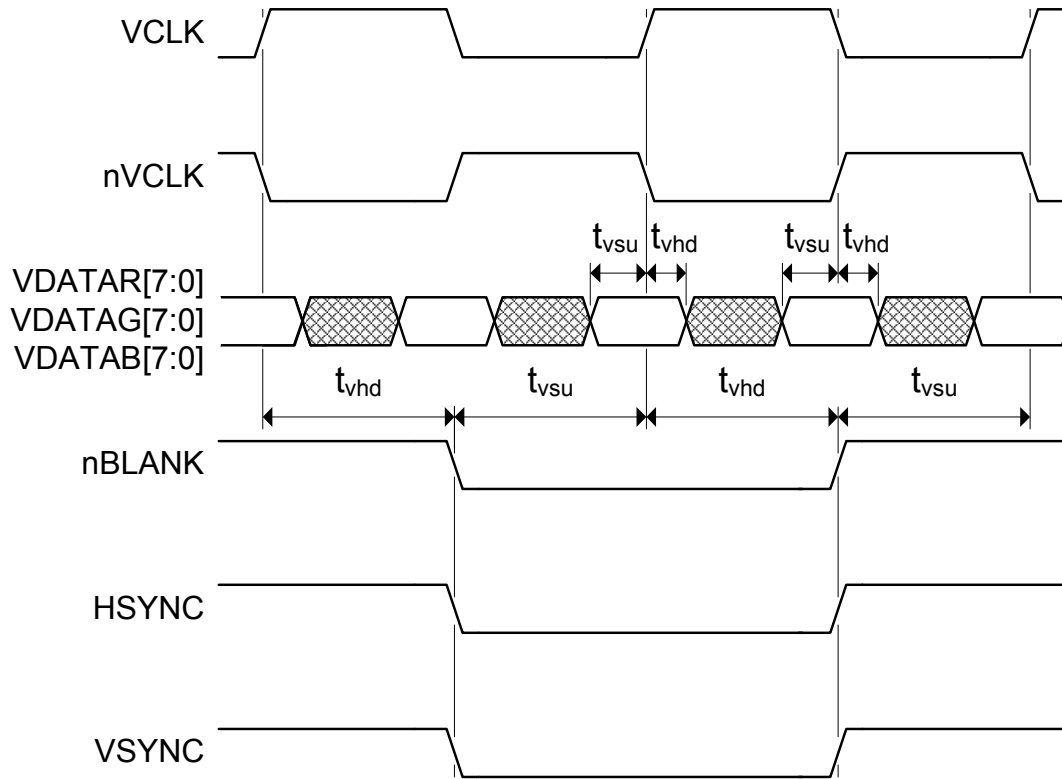 VCLK
nVCLK
tvsu tvhd tvsu tvhd
VDATAR[7:0]
VDATAG[7:0]
VDATAB[7:0]
tvhd tvsu tvhd tvsu
nBLANK
HSYNC
VSYNC